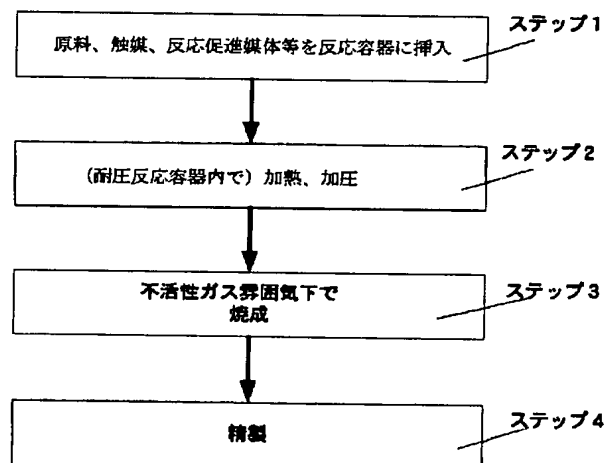 ステップ1
原料、触媒、反応促進媒体等を反応容器に挿入
ステップ2
(耐圧反応容器内で) 加熱、加圧
ステップ3
不活性ガス雰囲気下で
焼成
ステップ4
精製